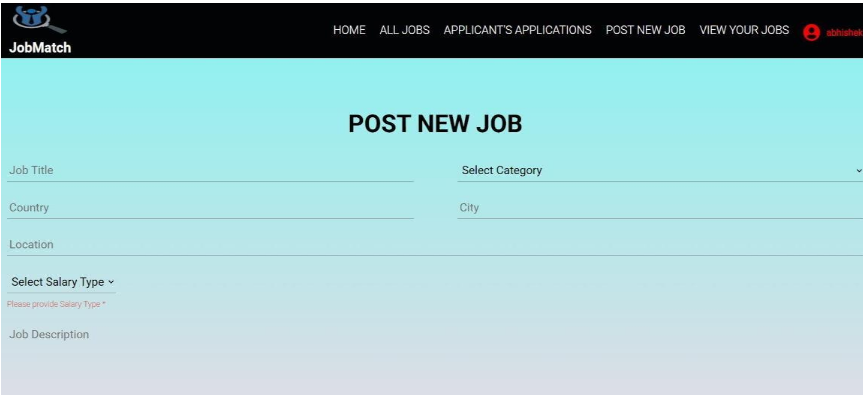 JobMatch
HOME ALL JOBS APPLICANT'S APPLICATIONS POST NEW JOB VIEW YOUR JOBS abhishek
POST NEW JOB
Job Title Select Category
Country City
Location
Select Salary Type
Please provide Salary Type *
Job Description